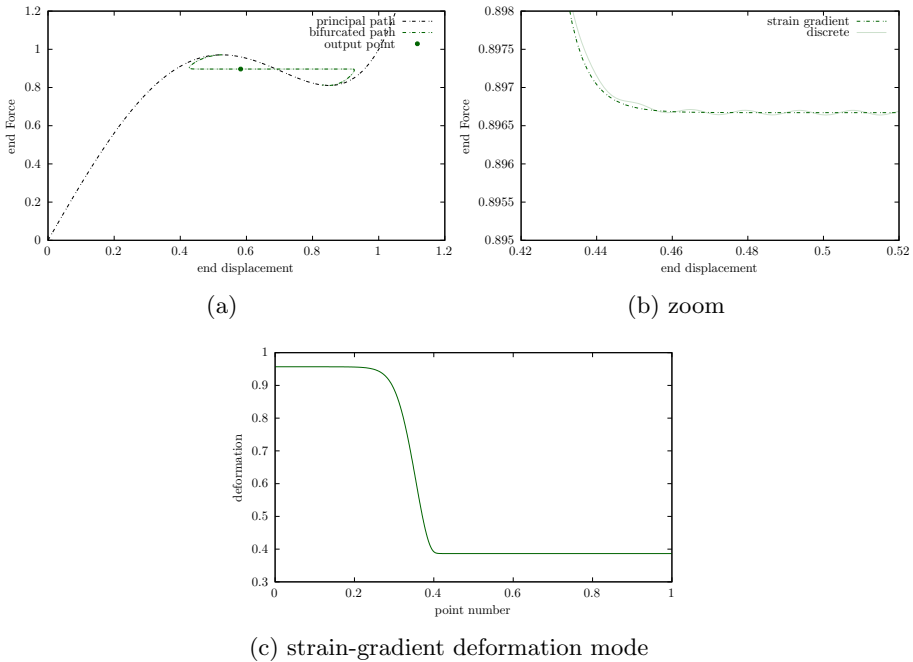 principal path
bifurcated path
output point
1.2
1
0.8
0.6
0.4
0.2
0
0 0.2 0.4 0.6 0.8 1 1.2
end Force
end displacement
(a)
strain gradient
discrete
0.898
0.8975
0.897
0.8965
0.896
0.8955
0.895
0.42 0.44 0.46 0.48 0.5 0.52
end Force
end displacement
(b) zoom
1
0.9
0.8
0.7
0.6
0.5
0.4
0.3
0 0.2 0.4 0.6 0.8 1
deformation
point number
(c) strain-gradient deformation mode